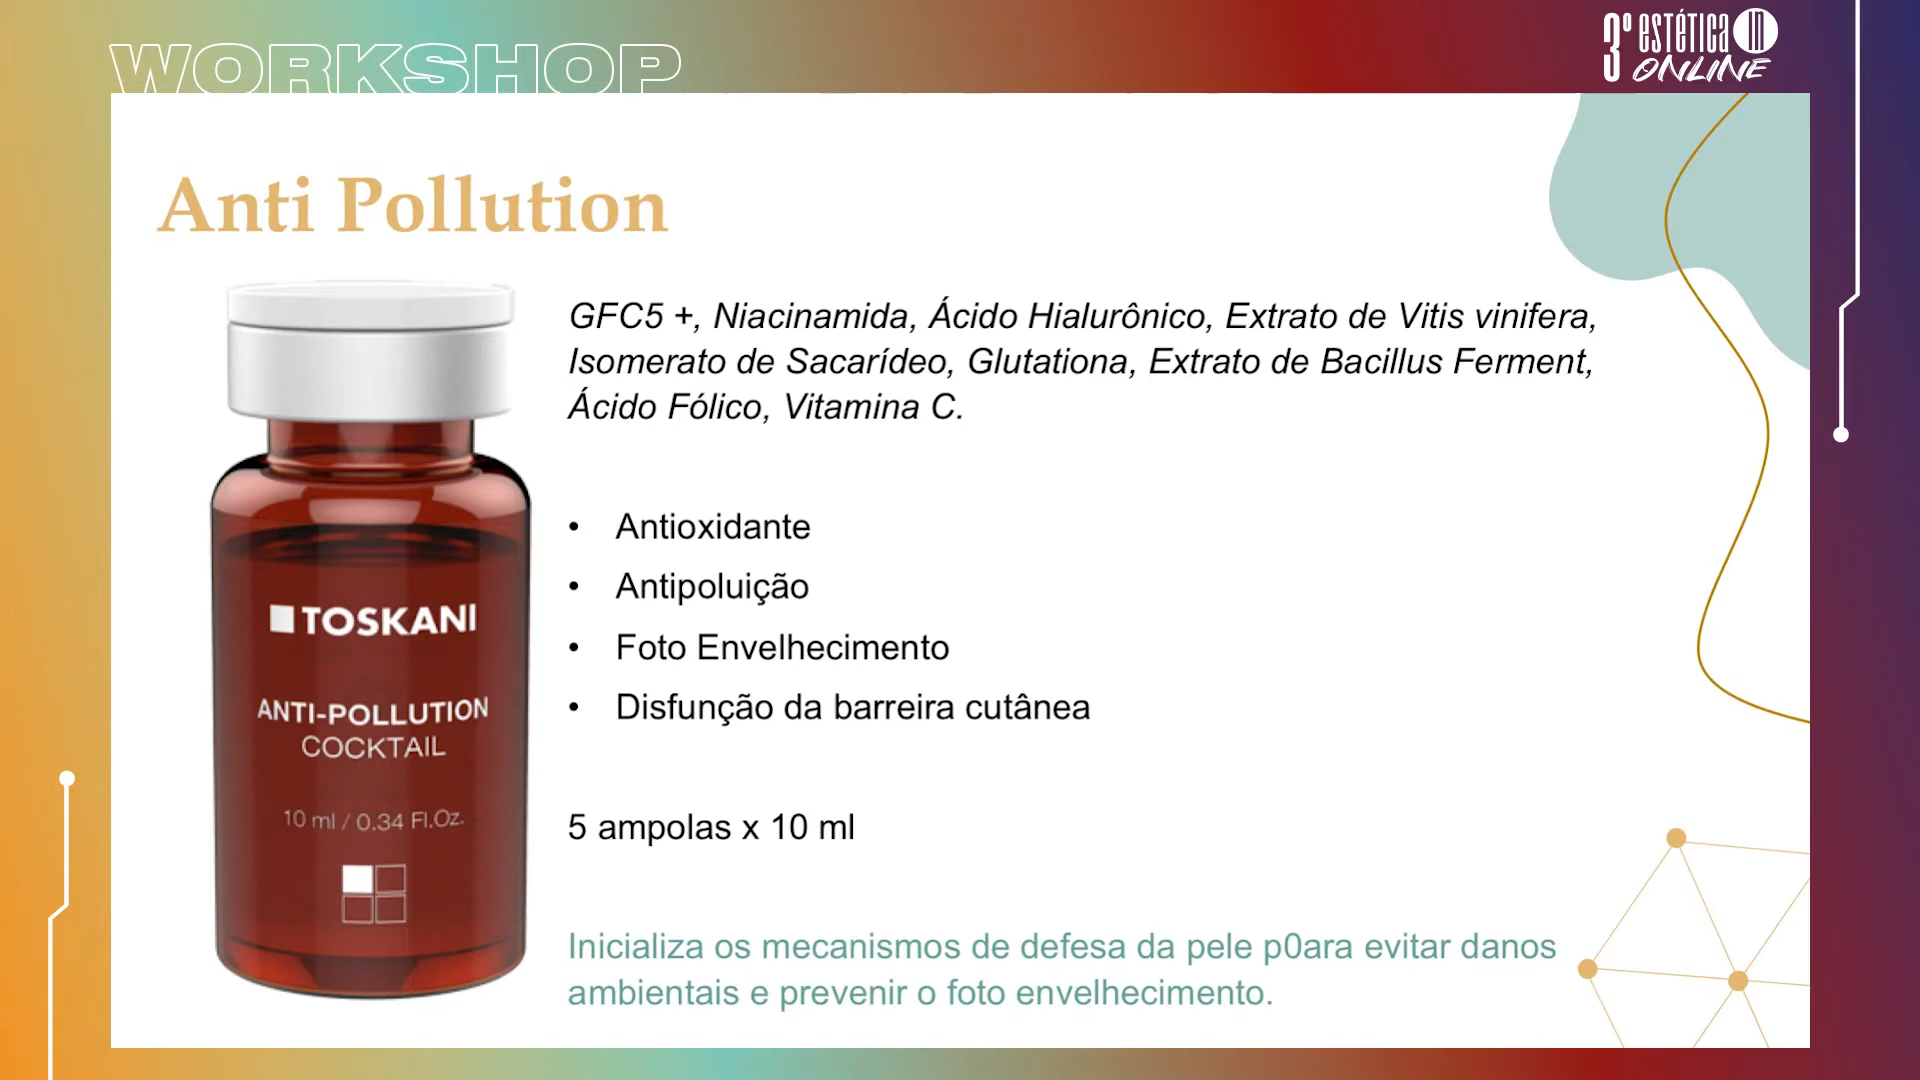 WORKSHOP
3º estética in
ONLINE
Anti Pollution
GFC5 +, Niacinamida, Ácido Hialurônico, Extrato de Vitis vinifera,
Isomerato de Sacarídeo, Glutationa, Extrato de Bacillus Ferment,
Ácido Fólico, Vitamina C.
• Antioxidante
• Antipoluição
• Foto Envelhecimento
• Disfunção da barreira cutânea
5 ampolas x 10 ml
Inicializa os mecanismos de defesa da pele p0ara evitar danos
ambientais e prevenir o foto envelhecimento.
TOSKANI
ANTI-POLLUTION
COCKTAIL
10 ml / 0.34 Fl.Oz.